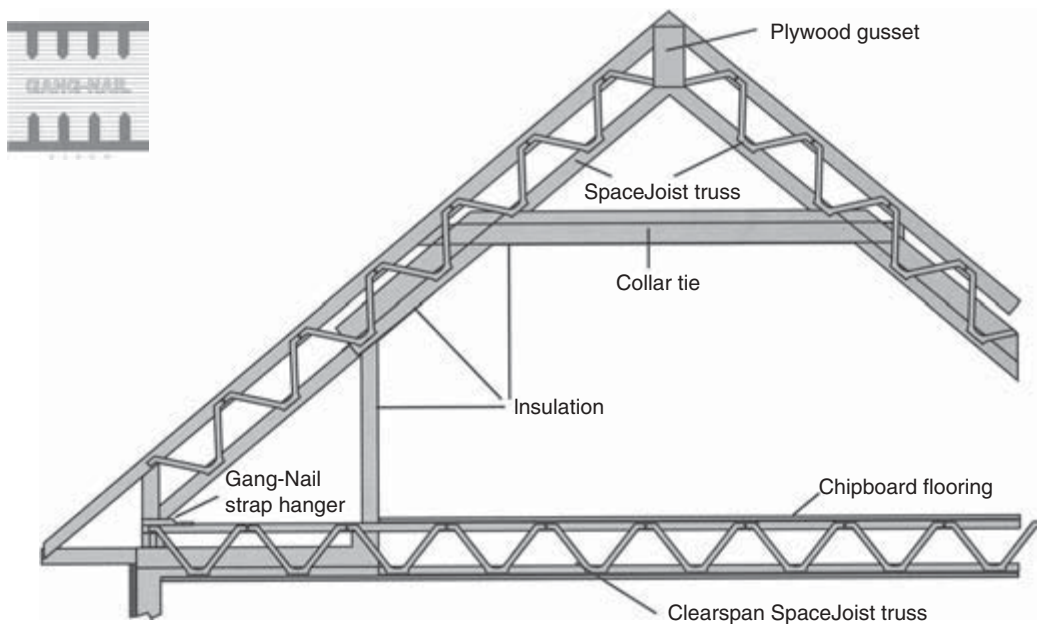 GANG-NAIL
Plywood gusset
SpaceJoist truss
Collar tie
Insulation
Gang-Nail
strap hanger
Chipboard flooring
Clearspan SpaceJoist truss